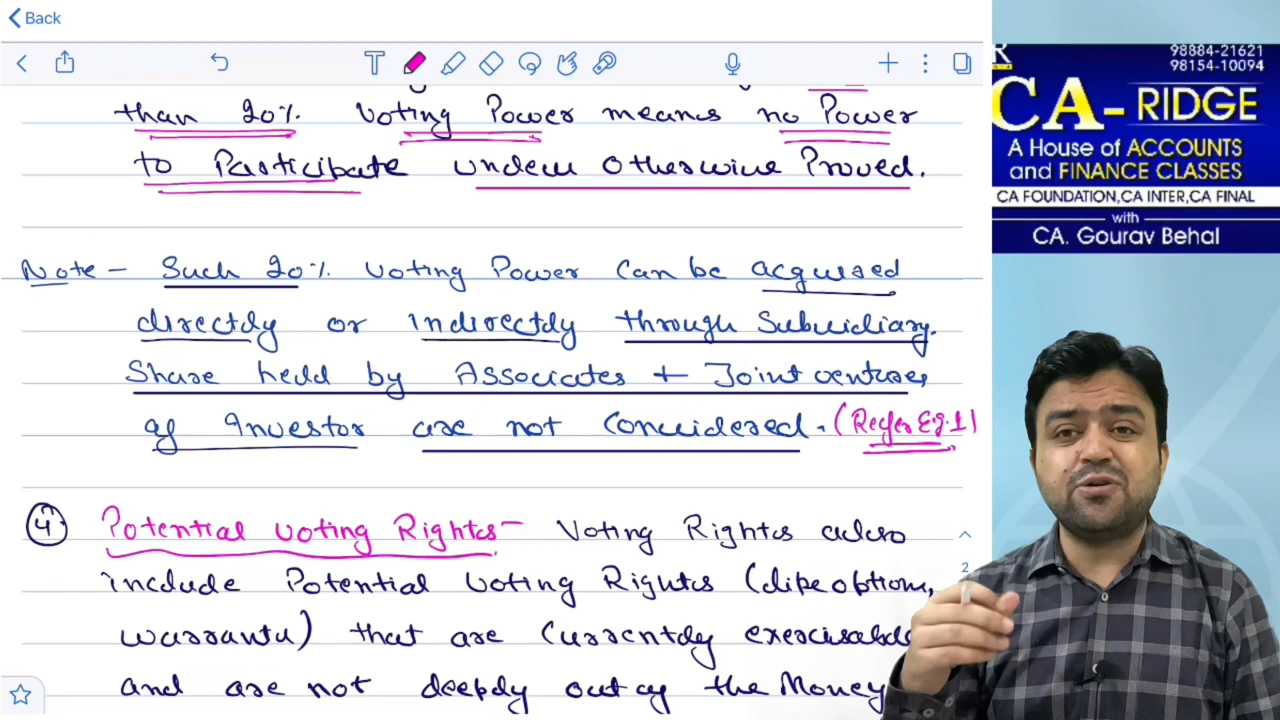 Back
than 20% Voting Power means no Power
to Participate unless Otherwise Proved.
Note - Such 20% Voting Power can be acquired
directly or indirectly through Subsidiary.
Share held by Associates + Joint ventures
of Investor are not Considered. (Refer Eg. 1)
4 Potential Voting Rights - Voting Rights also
include Potential Voting Rights (like options,
warrants) that are Currently exercisable
and are not deeply out of the Money
2
R
98884-21621
98154-10094
CA- RIDGE
A House of ACCOUNTS
and FINANCE CLASSES
CA FOUNDATION,CA INTER,CA FINAL
with
CA. Gourav Behal